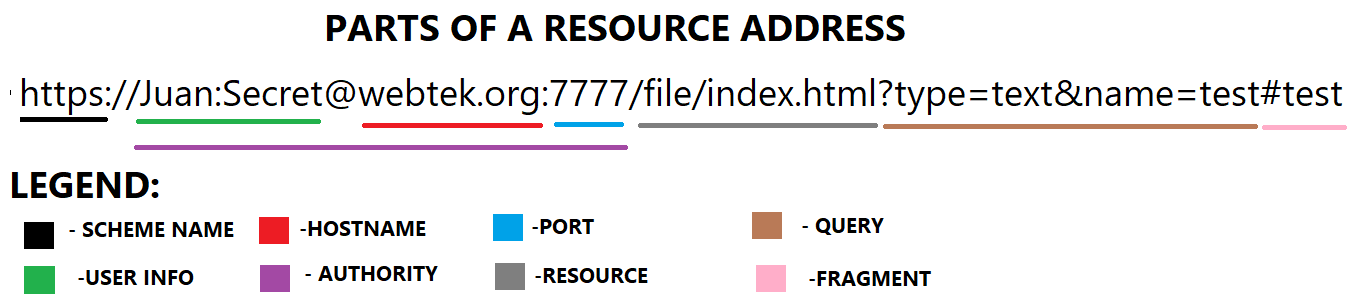 PARTS OF A RESOURCE ADDRESS
https://Juan:Secret@webtek.org:7777/file/index.html?type=text&name=test#test
LEGEND:
- SCHEME NAME -HOSTNAME -PORT - QUERY
-USER INFO - AUTHORITY -RESOURCE -FRAGMENT